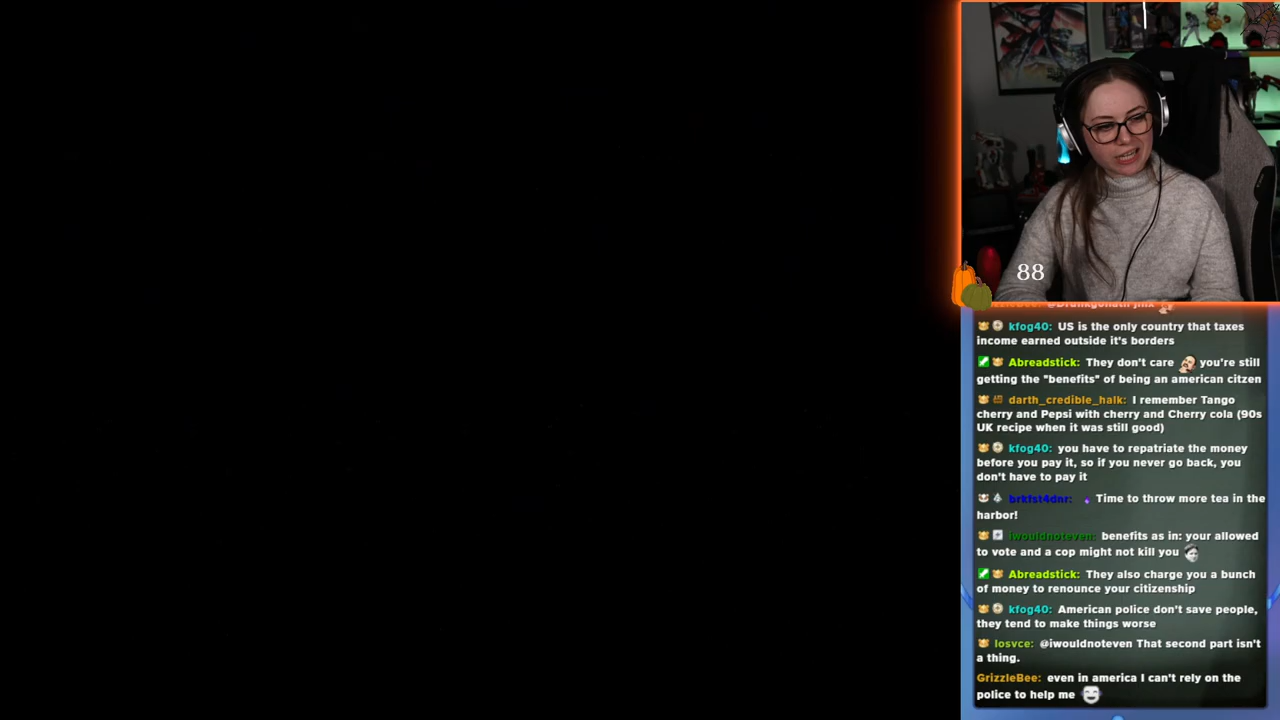 88
kfog40: US is the only country that taxes
income earned outside it's borders
Abreadstick: They don't care you're still
getting the "benefits" of being an american citzen
darth_credible_halk: I remember Tango
cherry and Pepsi with cherry and Cherry cola (90s
UK recipe when it was still good)
kfog40: you have to repatriate the money
before you pay it, so if you never go back, you
don't have to pay it
brkfst4dnr: Time to throw more tea in the
harbor!
iwouldnoteven: benefits as in: your allowed
to vote and a cop might not kill you
Abreadstick: They also charge you a bunch
of money to renounce your citizenship
kfog40: American police don't save people,
they tend to make things worse
losvce: @iwouldnoteven That second part isn't
a thing.
GrizzleBee: even in america I can't rely on the
police to help me